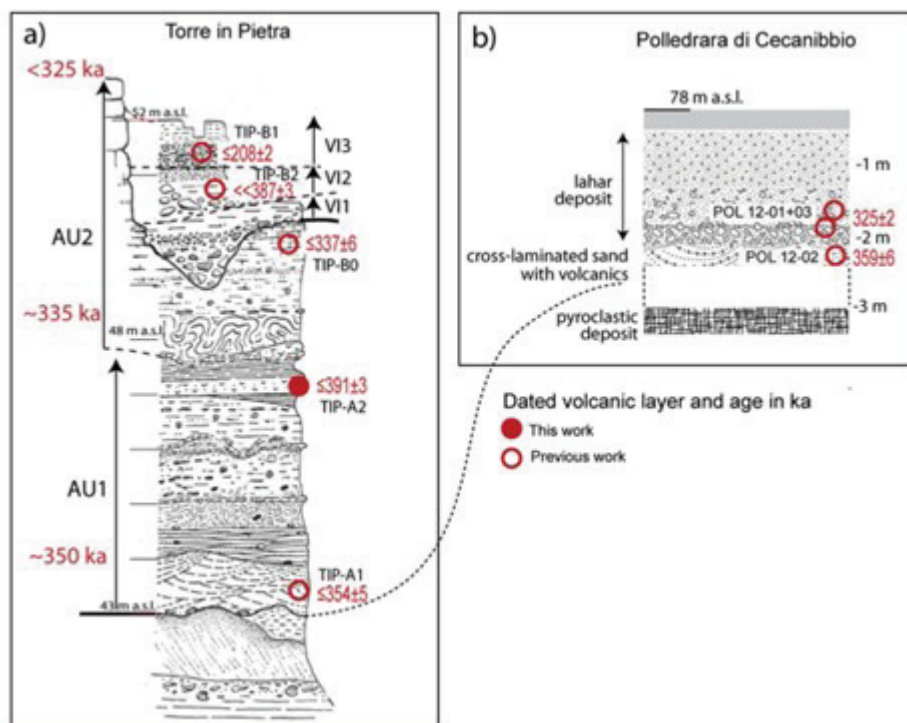 a)
Torre in Pietra
<325 ka
52 m a.s.l.
TIP-B1
≤208±2
VI3
TIP-B2
<<387±3
VI2
VI1
AU2
≤337±6
TIP-B0
~335 ka
48 m a.s.l.
≤391±3
TIP-A2
AU1
~350 ka
TIP-A1
≤354±5
43 m a.s.l.
b)
Polledrara di Cecanibbio
78 m a.s.l.
-1 m
lahar
deposit
POL 12-01+03
325±2
-2 m
cross-laminated sand
with volcanics
POL 12-02
359±6
-3 m
pyroclastic
deposit
Dated volcanic layer and age in ka
This work
Previous work